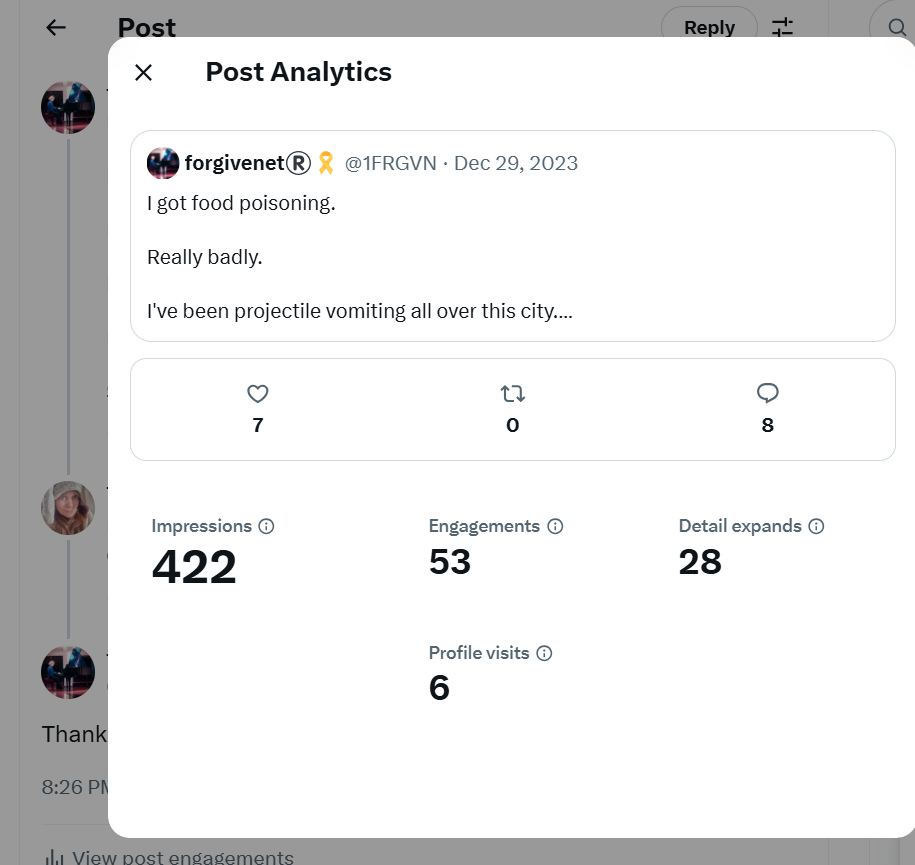 Post
Reply
Post Analytics
forgivenet® 🎗 @1FRGVN · Dec 29, 2023
I got food poisoning.
Really badly.
I've been projectile vomiting all over this city....
7
0
8
Impressions
Engagements
Detail expands
422
53
28
Profile visits
6
Thank
8:26 PM
View post engagements